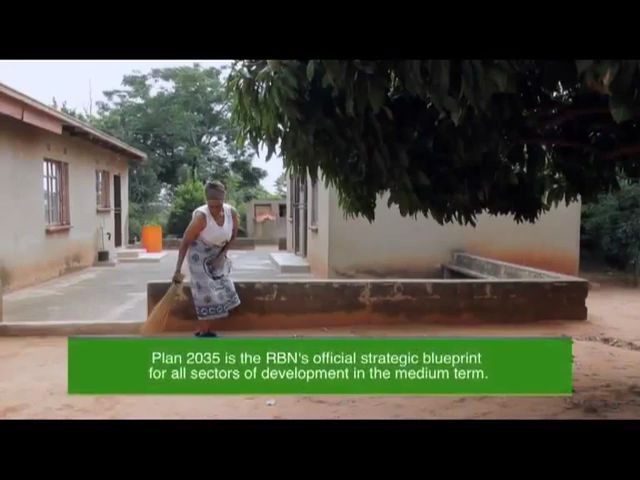 Plan 2035 is the RBN's official strategic blueprint
for all sectors of development in the medium term.